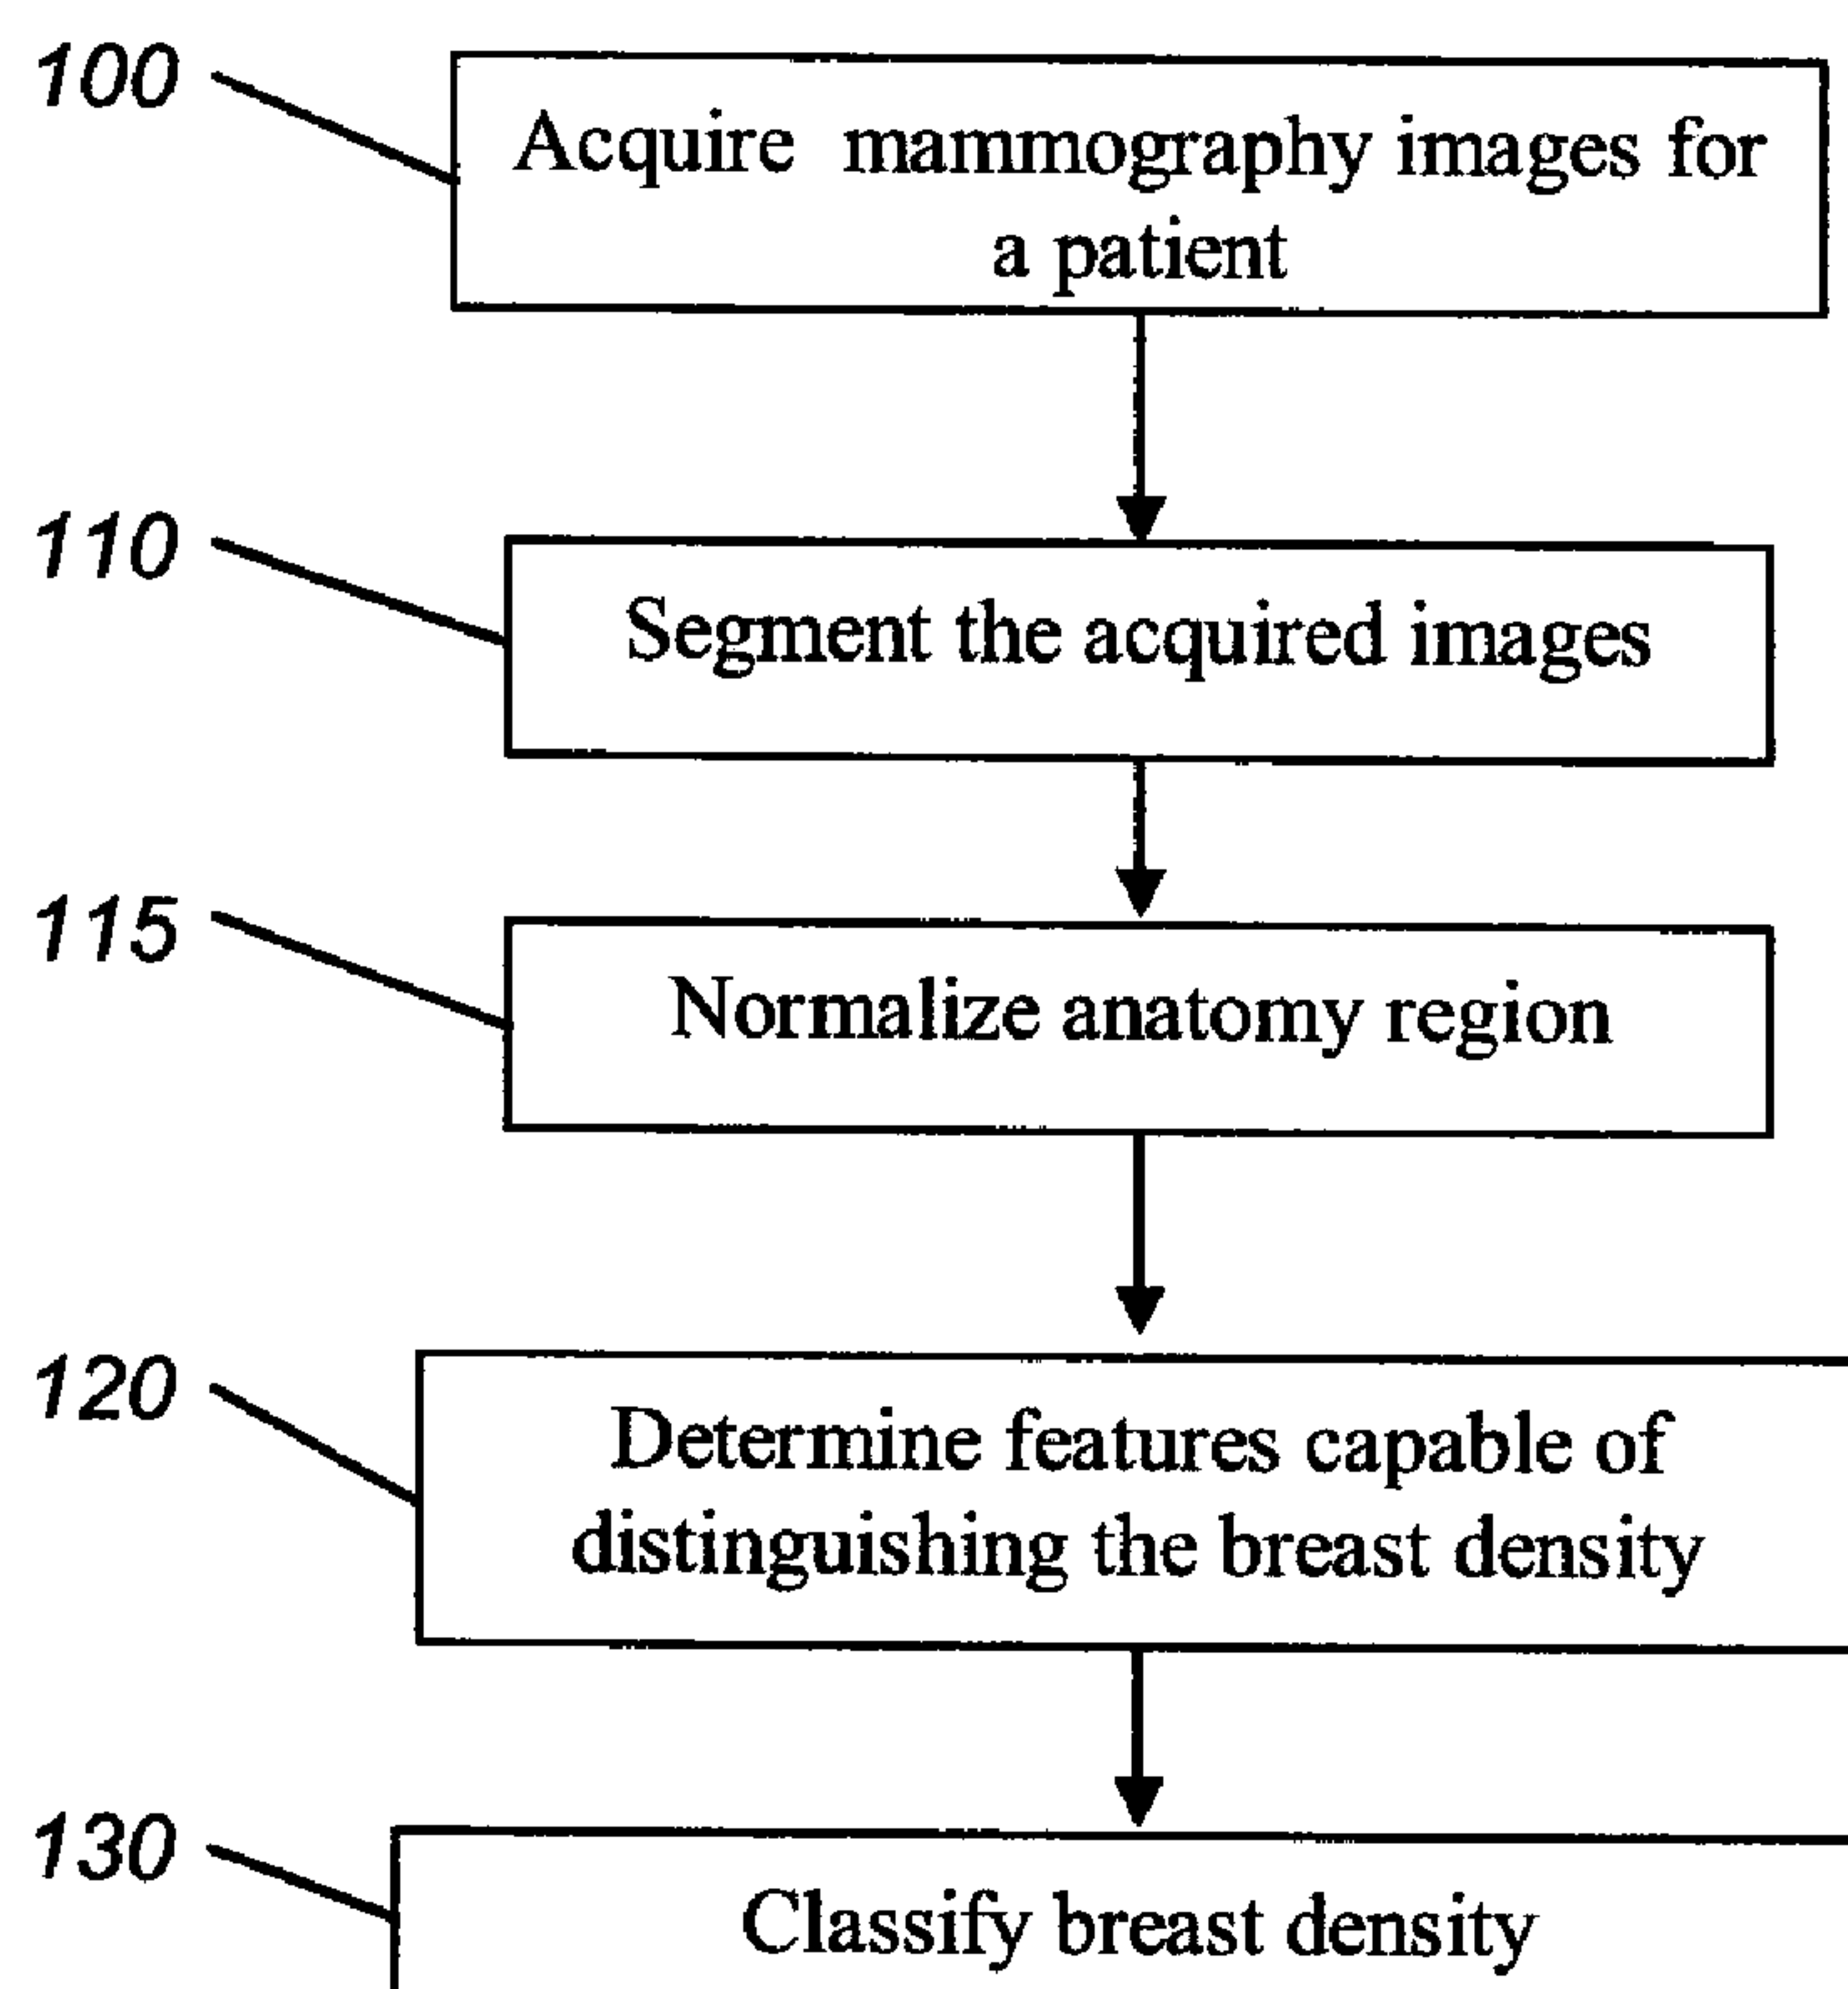 100
Acquire mammography images for
a patient
110
Segment the acquired images
115
Normalize anatomy region
120
Determine features capable of
distinguishing the breast density
130
Classify breast density